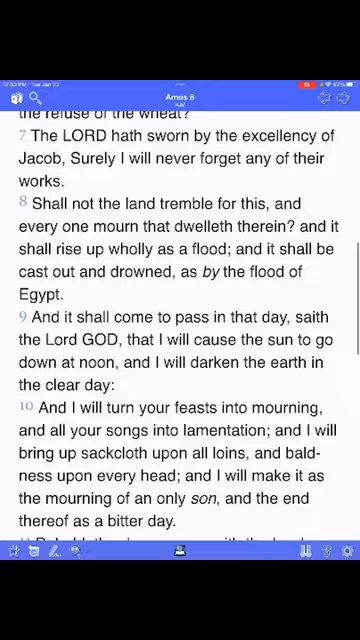 Amos 8
KJV
the refuse of the wheat?
7 The LORD hath sworn by the excellency of
Jacob, Surely I will never forget any of their
works.
8 Shall not the land tremble for this, and
every one mourn that dwelleth therein? and it
shall rise up wholly as a flood; and it shall be
cast out and drowned, as by the flood of
Egypt.
9 And it shall come to pass in that day, saith
the Lord GOD, that I will cause the sun to go
down at noon, and I will darken the earth in
the clear day:
10 And I will turn your feasts into mourning,
and all your songs into lamentation; and I will
bring up sackcloth upon all loins, and bald-
ness upon every head; and I will make it as
the mourning of an only son, and the end
thereof as a bitter day.